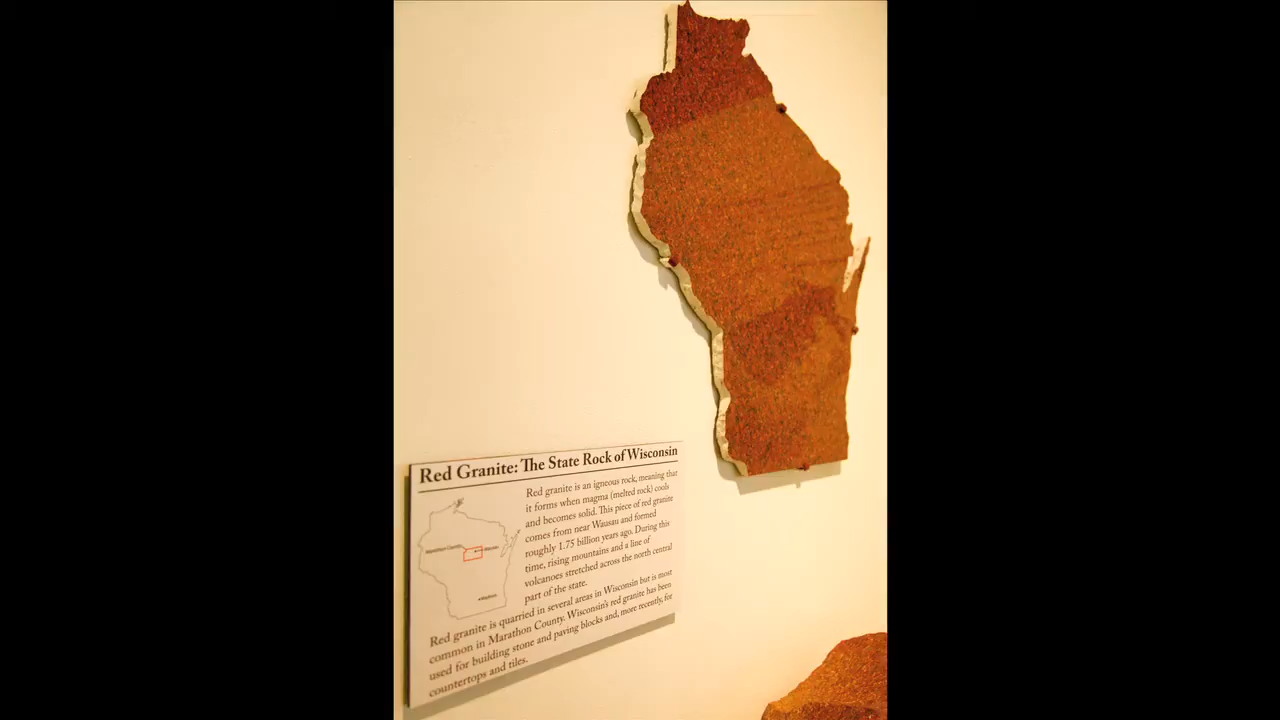 Red Granite: The State Rock of Wisconsin
Red granite is an igneous rock, meaning that
it forms when magma (melted rock) cools
and becomes solid. This piece of red granite
comes from near Wausau and formed
roughly 1.75 billion years ago. During this
time, rising mountains and a line of
volcanoes stretched across the north central
part of the state.
Marathon County
Wausau
Madison
Red granite is quarried in several areas in Wisconsin but is most
common in Marathon County. Wisconsin's red granite has been
used for building stone and paving blocks and, more recently, for
countertops and tiles.